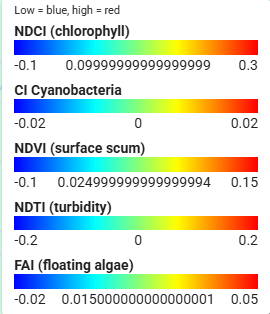 Low = blue, high = red
NDCI (chlorophyll)
-0.1 0.09999999999999999 0.3
CI Cyanobacteria
-0.02 0 0.02
NDVI (surface scum)
-0.1 0.024999999999999994 0.15
NDTI (turbidity)
-0.2 0 0.2
FAI (floating algae)
-0.02 0.015000000000000001 0.05